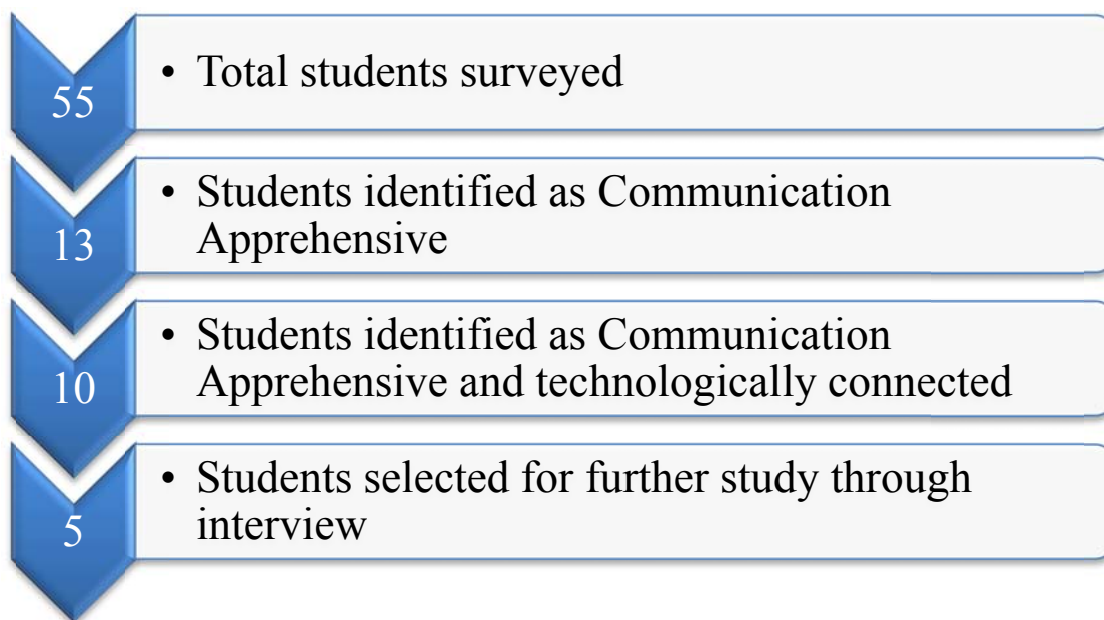 55
• Total students surveyed
13
• Students identified as Communication
Apprehensive
10
• Students identified as Communication
Apprehensive and technologically connected
5
• Students selected for further study through
interview